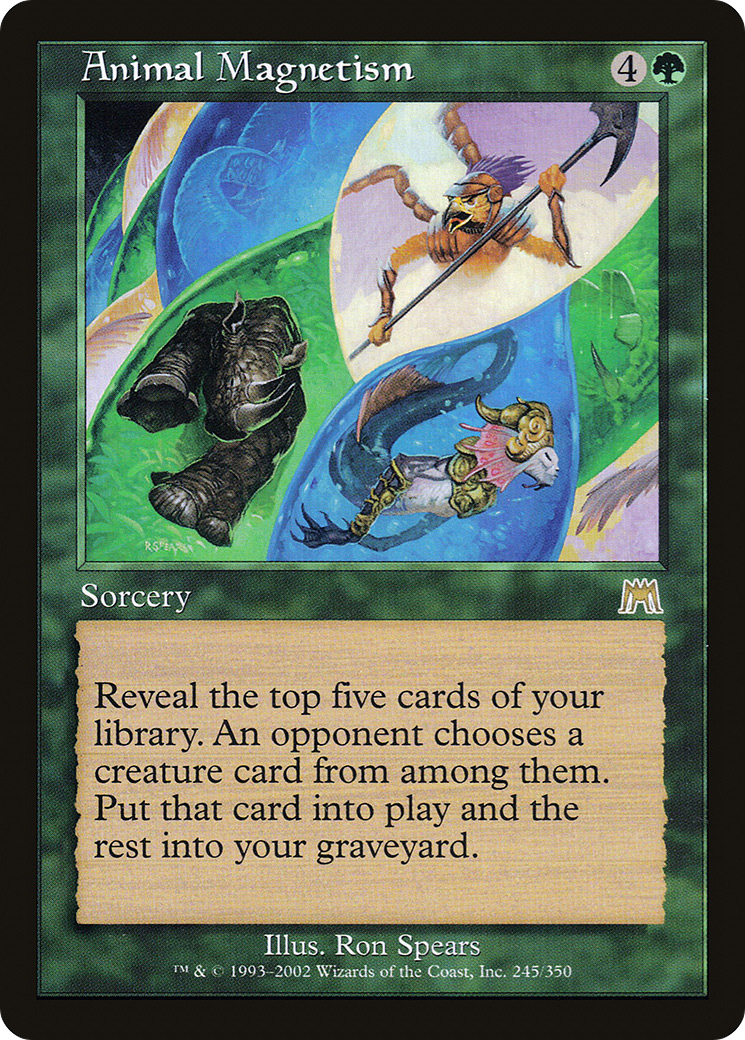 Animal Magnetism
4
Sorcery
Reveal the top five cards of your
library. An opponent chooses a
creature card from among them.
Put that card into play and the
rest into your graveyard.
Illus. Ron Spears
™ & © 1993–2002 Wizards of the Coast, Inc. 245/350